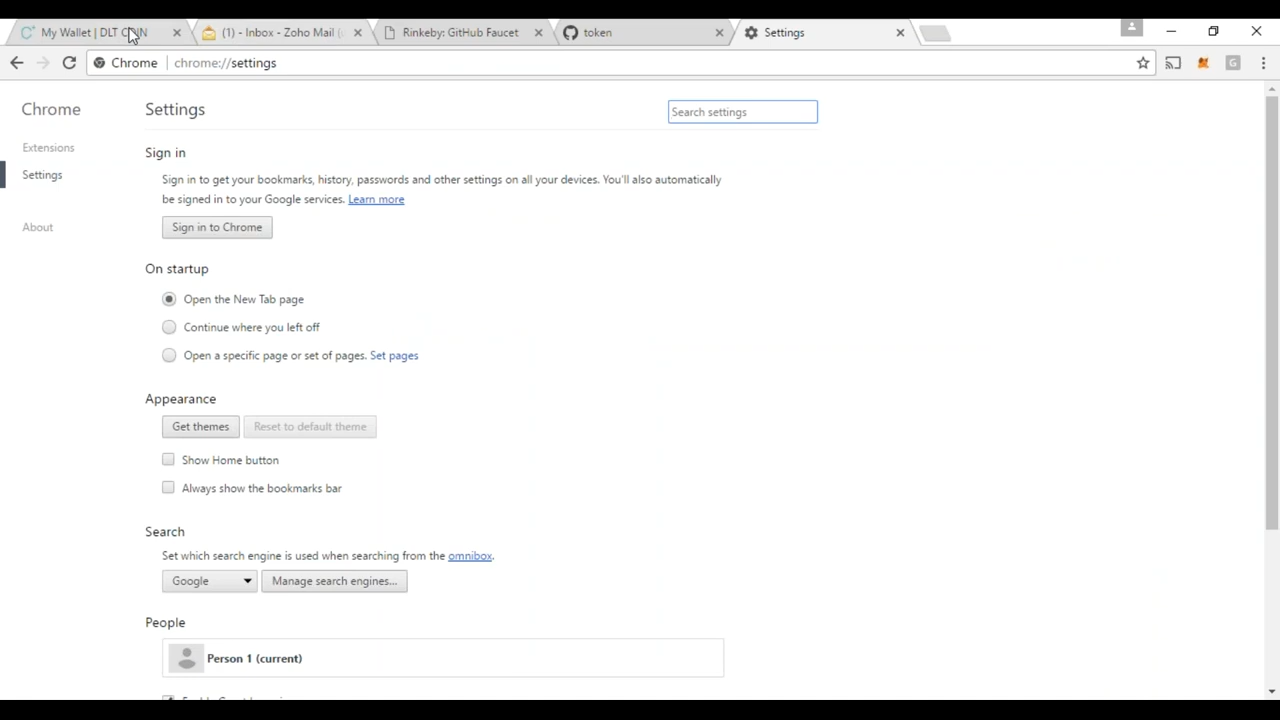 My Wallet | DLT COIN
(1) - Inbox - Zoho Mail (
Rinkeby: GitHub Faucet
token
Settings
Chrome
chrome://settings
G
Chrome
Settings
Search settings
Extensions
Settings
About
Sign in
Sign in to get your bookmarks, history, passwords and other settings on all your devices. You'll also automatically
be signed in to your Google services. Learn more
Sign in to Chrome
On startup
Open the New Tab page
Continue where you left off
Open a specific page or set of pages. Set pages
Appearance
Get themes
Reset to default theme
Show Home button
Always show the bookmarks bar
Search
Set which search engine is used when searching from the omnibox.
Google
Manage search engines...
People
Person 1 (current)